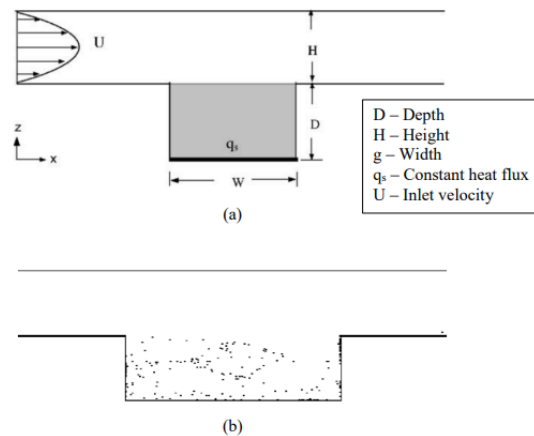 U
H
D
z
x
qs
W
(a)
D – Depth
H – Height
g – Width
qs – Constant heat flux
U – Inlet velocity
(b)